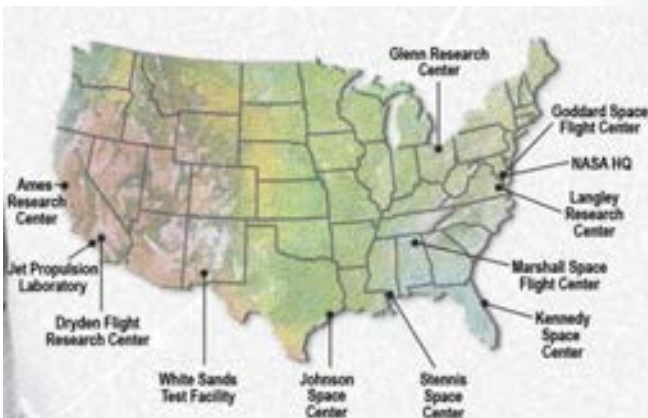 Glenn Research
Center
Goddard Space
Flight Center
NASA HQ
Langley
Research
Center
Marshall Space
Flight Center
Kennedy
Space
Center
Stennis
Space
Center
Johnson
Space
Center
White Sands
Test Facility
Dryden Flight
Research Center
Jet Propulsion
Laboratory
Ames
Research
Center